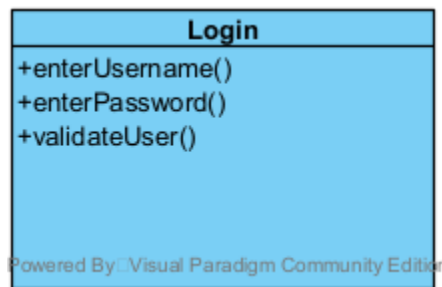 Login
+enterUsername()
+enterPassword()
+validateUser()
Powered By Visual Paradigm Community Edition